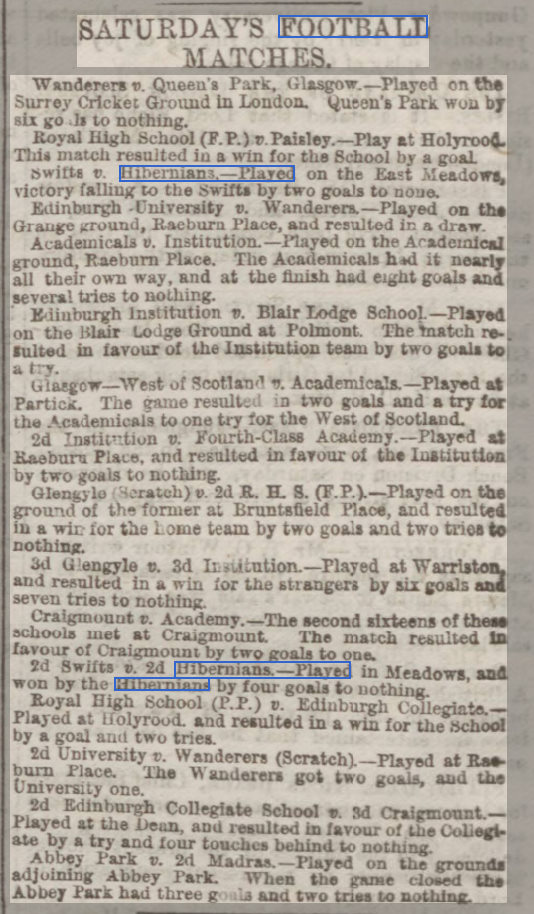 SATURDAY'S FOOTBALL
MATCHES.
Wanderers v. Queen's Park, Glasgow.—Played on the
Surrey Cricket Ground in London. Queen's Park won by
six go ls to nothing.
Royal High School (F.P.) v. Paisley.—Play at Holyrood.
This match resulted in a win for the School by a goal.
Swifts v. Hibernians.—Played on the East Meadows,
victory falling to the Swifts by two goals to none.
Edinburgh University v. Wanderers.—Played on the
Grange ground, Raeburn Place, and resulted in a draw.
Academicals v. Institution.—Played on the Academical
ground, Raeburn Place. The Academicals had it nearly
all their own way, and at the finish had eight goals and
several tries to nothing.
Edinburgh Institution v. Blair Lodge School.—Played
on the Blair Lodge Ground at Polmont. The match re-
sulted in favour of the Institution team by two goals to
a try.
Glasgow—West of Scotland v. Academicals.—Played at
Partick. The game resulted in two goals and a try for
the Academicals to one try for the West of Scotland.
2d Institution v. Fourth-Class Academy.—Played at
Raeburn Place, and resulted in favour of the Institution
by two goals to nothing.
Glengyle (Scratch) v. 2d R. H. S. (F.P.).—Played on the
ground of the former at Bruntsfield Place, and resulted
in a win for the home team by two goals and two tries to
nothing.
3d Glengyle v. 3d Institution.—Played at Warriston,
and resulted in a win for the strangers by six goals and
seven tries to nothing.
Craigmount v. Academy.—The second sixteens of these
schools met at Craigmount. The match resulted in
favour of Craigmount by two goals to one.
2d Swifts v. 2d Hibernians.—Played in Meadows, and
won by the Hibernians by four goals to nothing.
Royal High School (P.P.) v. Edinburgh Collegiate.—
Played at Holyrood. and resulted in a win for the School
by a goal and two tries.
2d University v. Wanderers (Scratch).—Played at Rae-
burn Place. The Wanderers got two goals, and the
University one.
2d Edinburgh Collegiate School v. 3d Craigmount.—
Played at the Dean, and resulted in favour of the Collegi-
ate by a try and four touches behind to nothing.
Abbey Park v. 2d Madras.—Played on the grounds
adjoining Abbey Park. When the game closed the
Abbey Park had three goals and two tries to nothing.